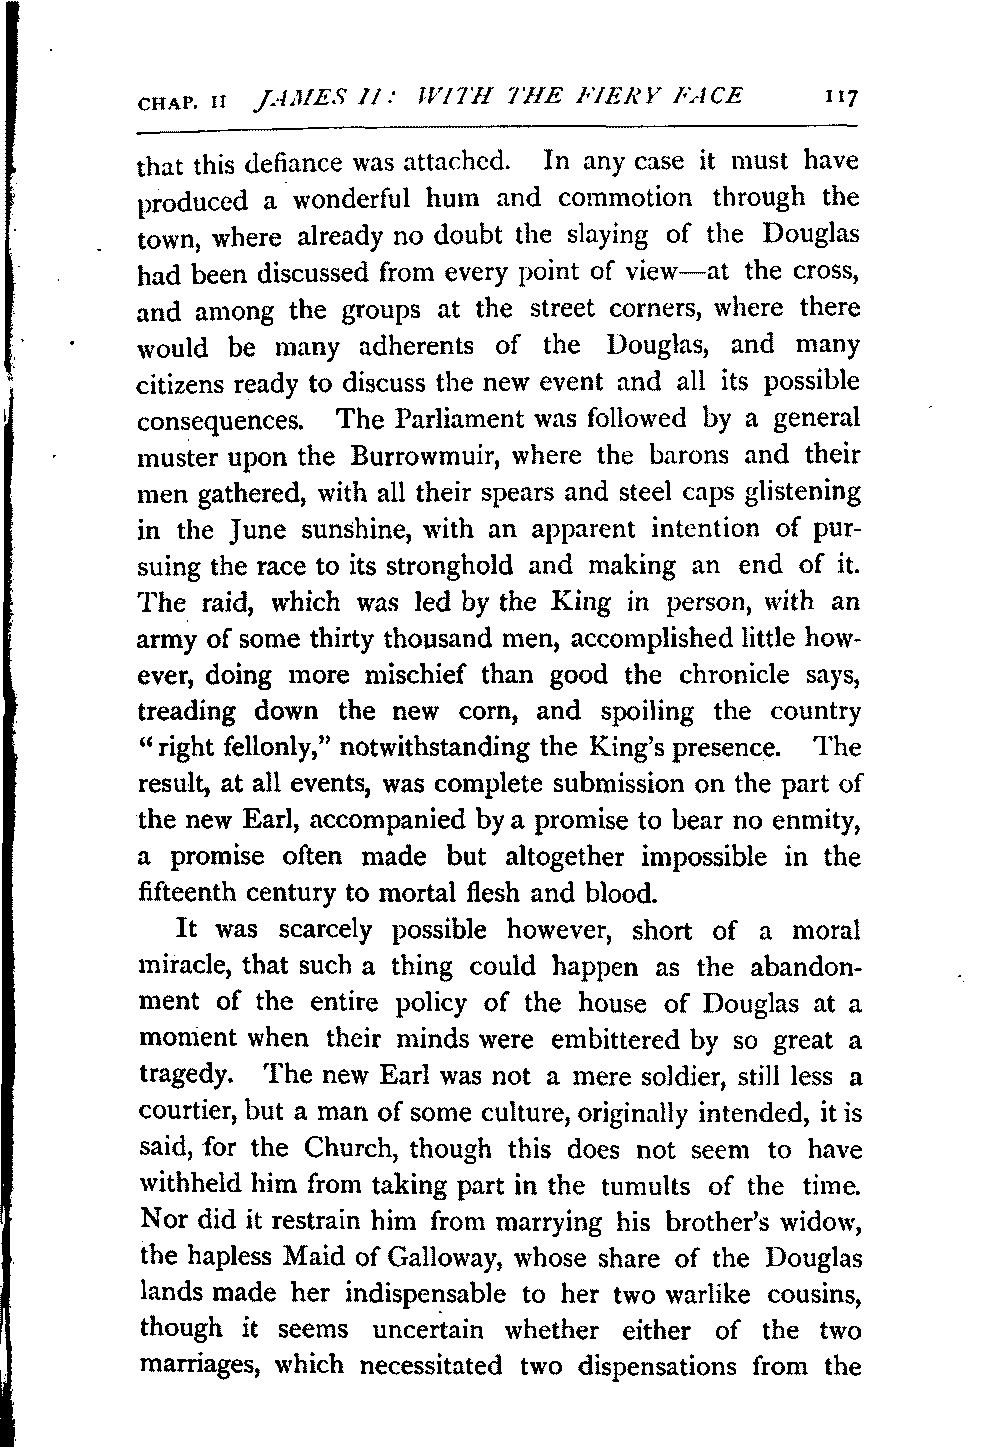 CHAP. II JAMES II: WITH THE FIERY FACE 117
that this defiance was attached. In any case it must have
produced a wonderful hum and commotion through the
town, where already no doubt the slaying of the Douglas
had been discussed from every point of view—at the cross,
and among the groups at the street corners, where there
would be many adherents of the Douglas, and many
citizens ready to discuss the new event and all its possible
consequences. The Parliament was followed by a general
muster upon the Burrowmuir, where the barons and their
men gathered, with all their spears and steel caps glistening
in the June sunshine, with an apparent intention of pur-
suing the race to its stronghold and making an end of it.
The raid, which was led by the King in person, with an
army of some thirty thousand men, accomplished little how-
ever, doing more mischief than good the chronicle says,
treading down the new corn, and spoiling the country
“right fellonly,” notwithstanding the King’s presence. The
result, at all events, was complete submission on the part of
the new Earl, accompanied by a promise to bear no enmity,
a promise often made but altogether impossible in the
fifteenth century to mortal flesh and blood.
It was scarcely possible however, short of a moral
miracle, that such a thing could happen as the abandon-
ment of the entire policy of the house of Douglas at a
moment when their minds were embittered by so great a
tragedy. The new Earl was not a mere soldier, still less a
courtier, but a man of some culture, originally intended, it is
said, for the Church, though this does not seem to have
withheld him from taking part in the tumults of the time.
Nor did it restrain him from marrying his brother’s widow,
the hapless Maid of Galloway, whose share of the Douglas
lands made her indispensable to her two warlike cousins,
though it seems uncertain whether either of the two
marriages, which necessitated two dispensations from the